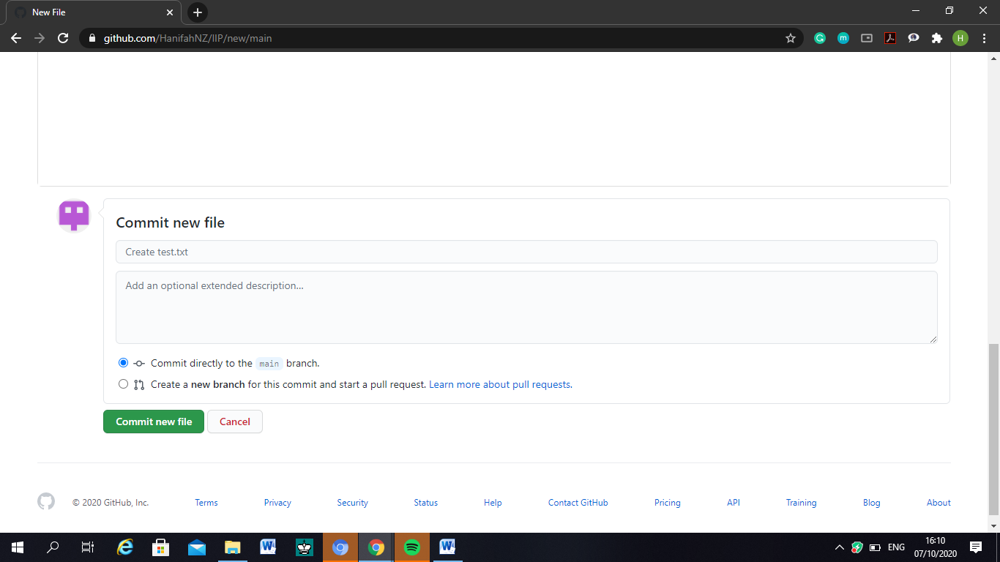 New File
github.com/HanifahNZ/IIP/new/main
H
Commit new file
Create test.txt
Add an optional extended description...
Commit directly to the main branch.
Create a new branch for this commit and start a pull request. Learn more about pull requests.
Commit new file
Cancel
© 2020 GitHub, Inc.
Terms
Privacy
Security
Status
Help
Contact GitHub
Pricing
API
Training
Blog
About
ENG
16:10
07/10/2020